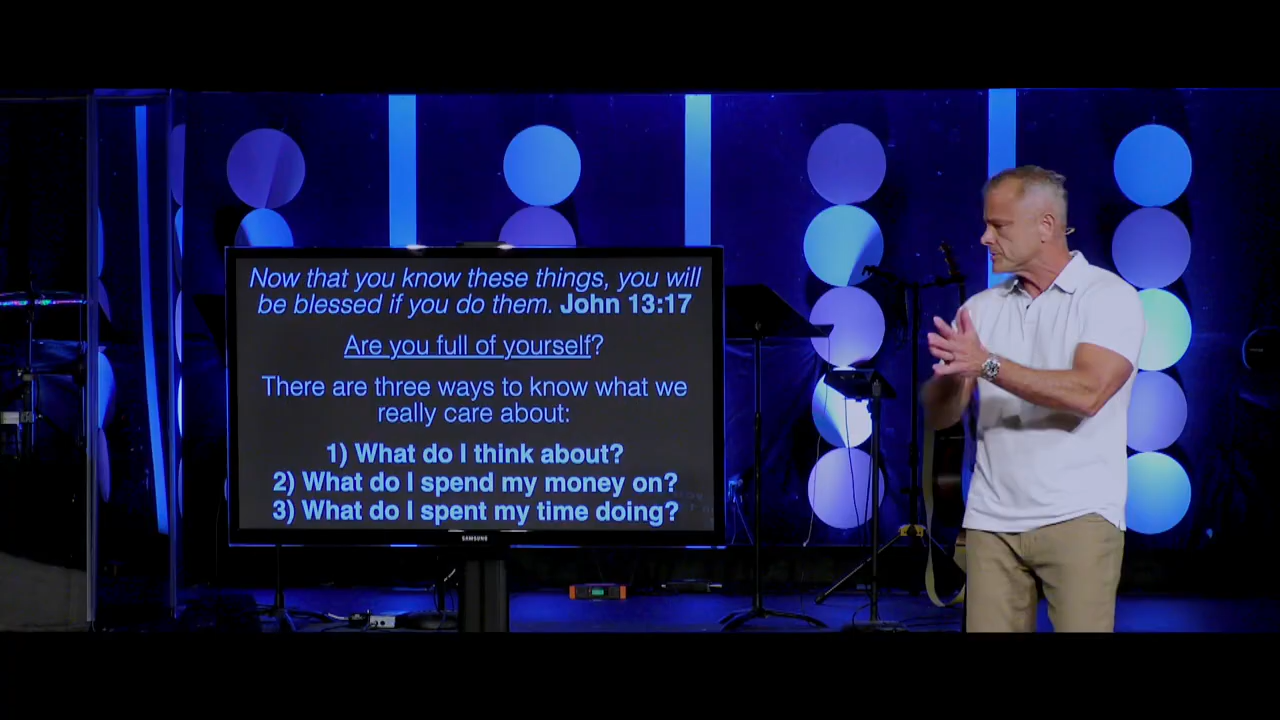 Now that you know these things, you will
be blessed if you do them. John 13:17
Are you full of yourself?
There are three ways to know what we
really care about:
1) What do I think about?
2) What do I spend my money on?
3) What do I spent my time doing?
SAMSUNG